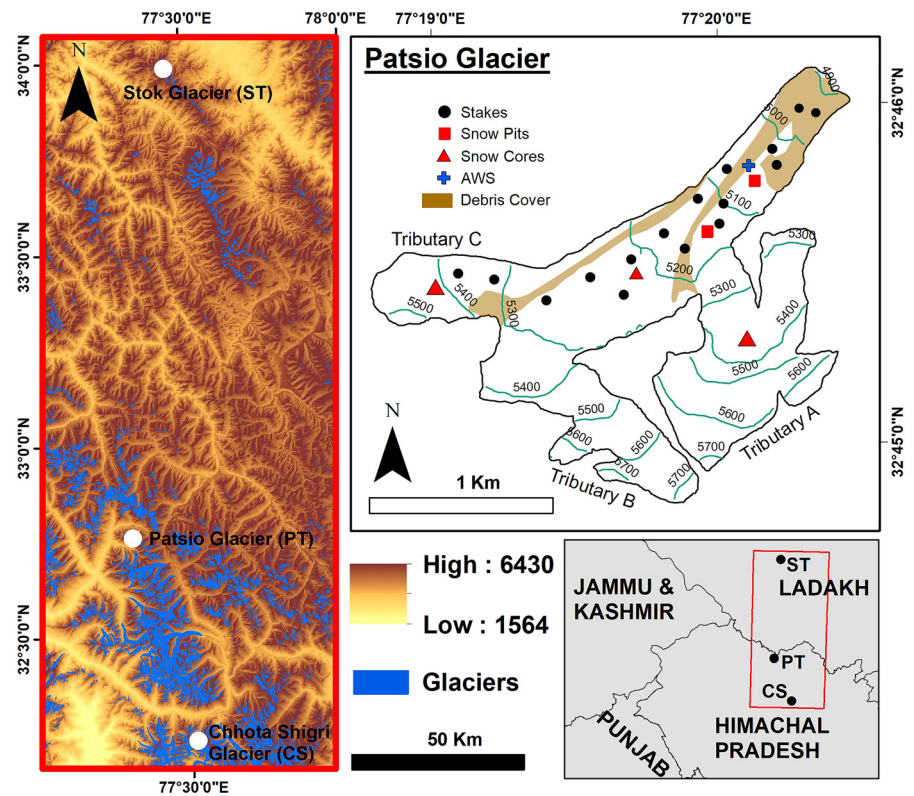 77°30'0"E
78°0'0"E
34°0'0"N
33°30'0"N
33°0'0"N
32°30'0"N
77°30'0"E
N
Stok Glacier (ST)
Patsio Glacier (PT)
Chhota Shigri
Glacier (CS)
77°19'0"E
77°20'0"E
32°46'0"N
32°45'0"N
Patsio Glacier
Stakes
Snow Pits
Snow Cores
AWS
Debris Cover
4900
5000
5100
5200
5300
5300
5400
5500
5600
5600
5700
Tributary C
5400
5500
5300
5400
5500
5600
5600
5700
5700
Tributary A
Tributary B
N
1 Km
High : 6430
Low : 1564
Glaciers
50 Km
JAMMU &
KASHMIR
ST
LADAKH
PT
CS
HIMACHAL
PRADESH
PUNJAB